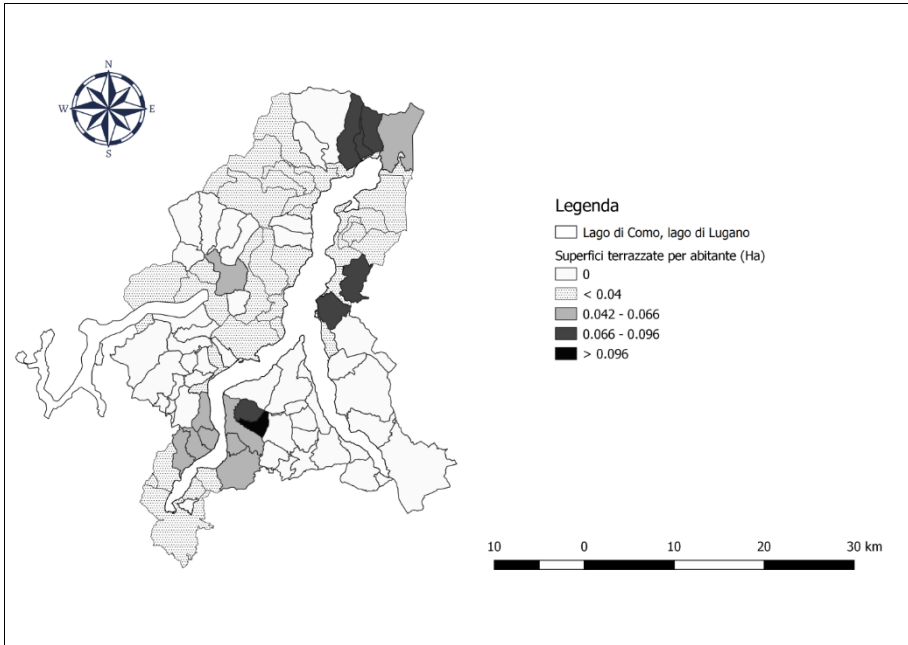 N
W E
S
Legenda
Lago di Como, lago di Lugano
Superfici terrazzate per abitante (Ha)
0
< 0.04
0.042 - 0.066
0.066 - 0.096
> 0.096
10 0 10 20 30 km